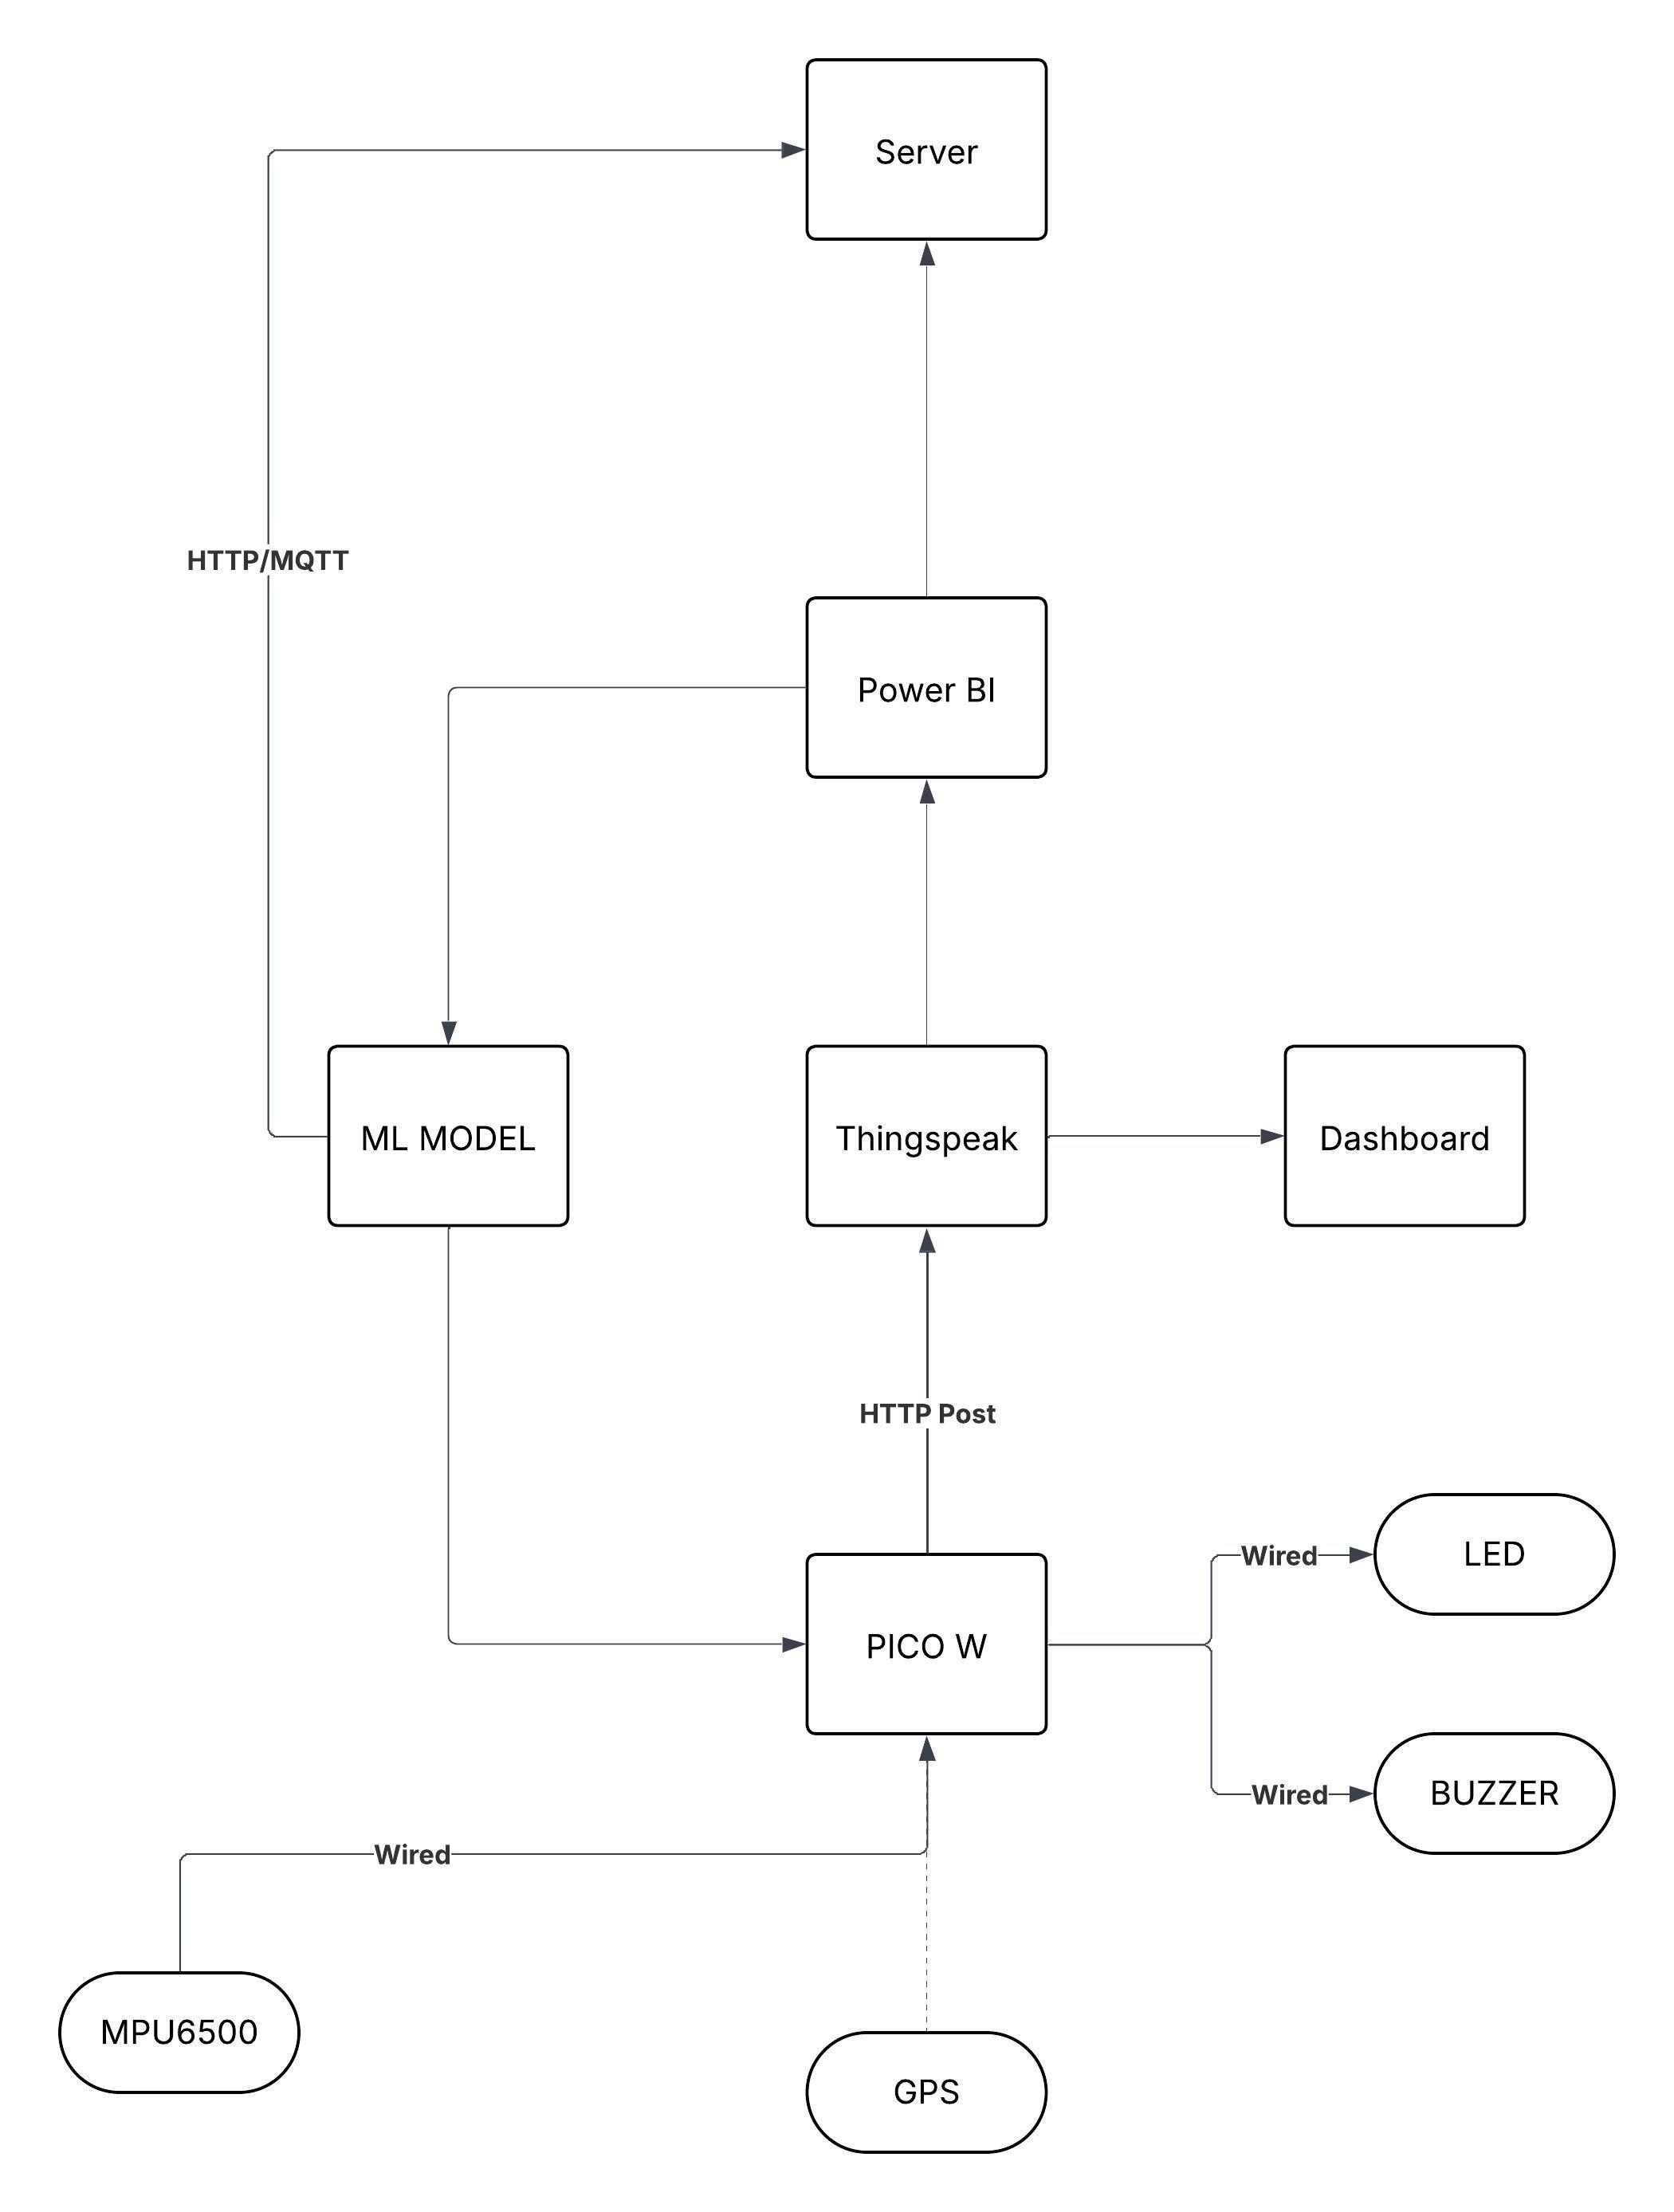 Server
HTTP/MQTT
Power BI
ML MODEL
Thingspeak
Dashboard
HTTP Post
Wired
LED
PICO W
Wired
BUZZER
Wired
MPU6500
GPS